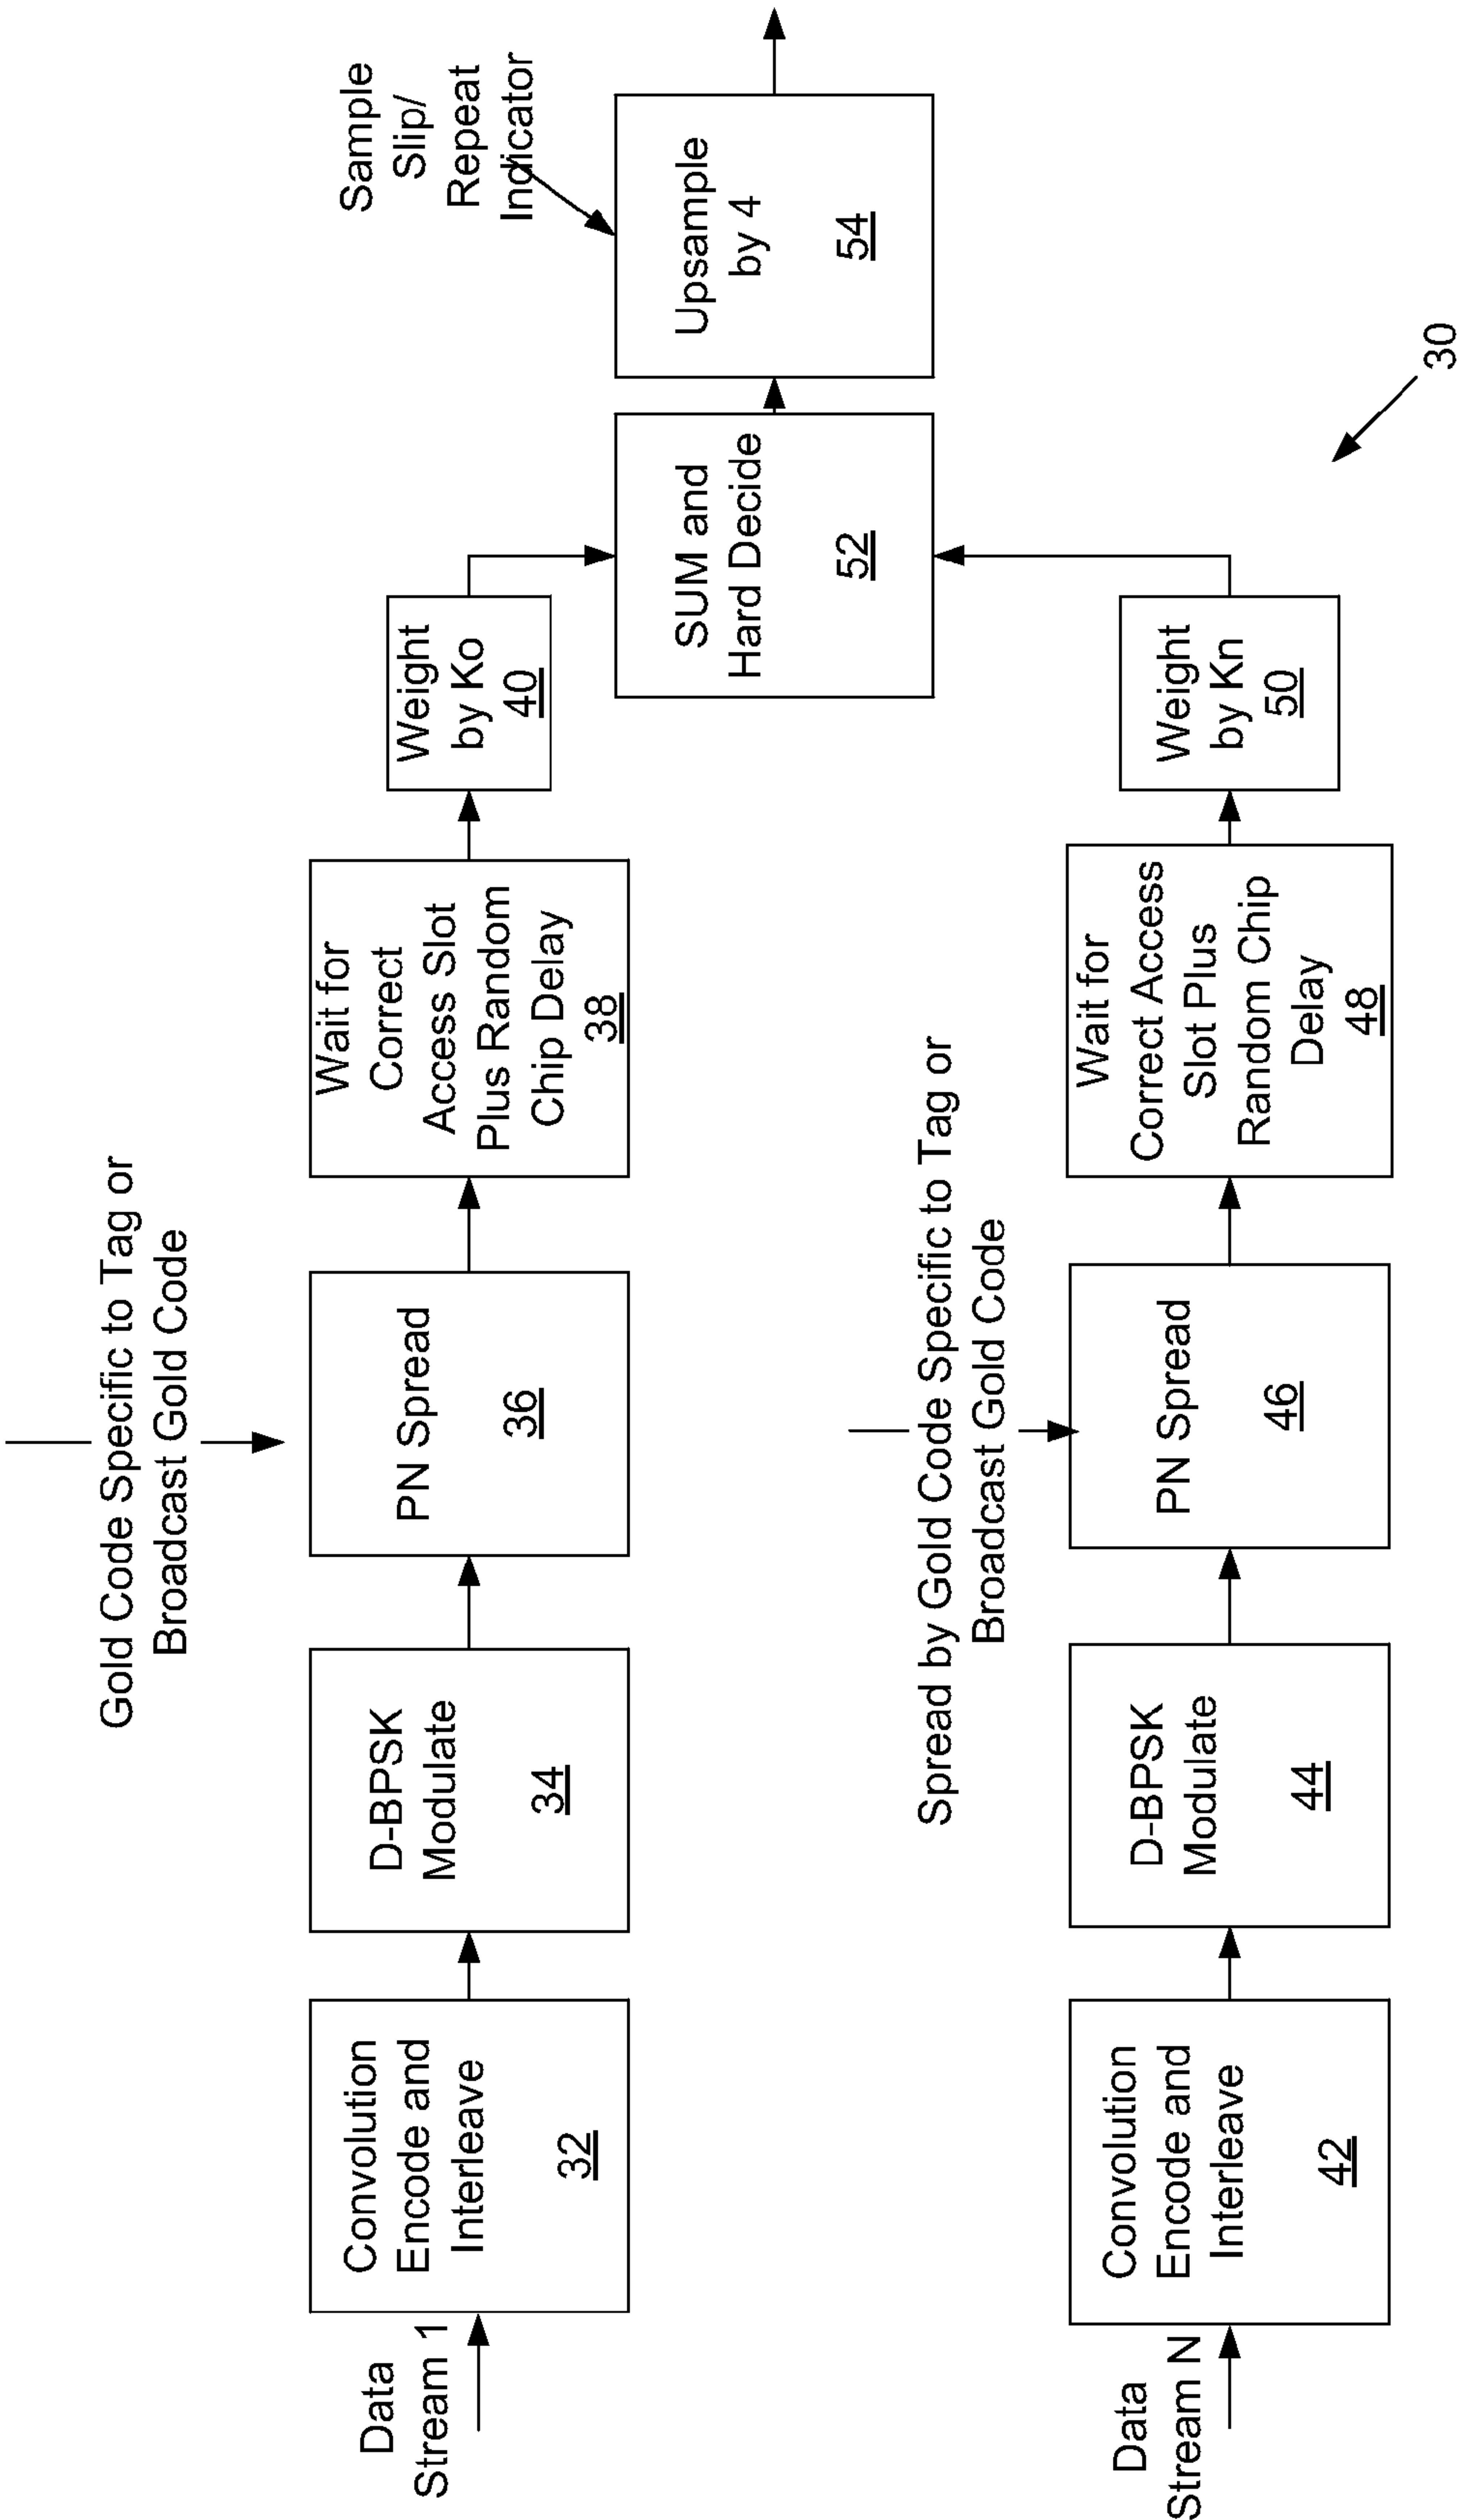 Gold Code Specific to Tag or
Broadcast Gold Code
Sample
Slip/
Repeat
Indicator
Data
Stream 1
Convolution
Encode and
Interleave
32
D-BPSK
Modulate
34
PN Spread
36
Wait for
Correct
Access Slot
Plus Random
Chip Delay
38
Weight
by Ko
40
SUM and
Hard Decide
52
Upsample
by 4
54
Spread by Gold Code Specific to Tag or
Broadcast Gold Code
Data
Stream N
Convolution
Encode and
Interleave
42
D-BPSK
Modulate
44
PN Spread
46
Wait for
Correct Access
Slot Plus
Random Chip
Delay
48
Weight
by Kn
50
30